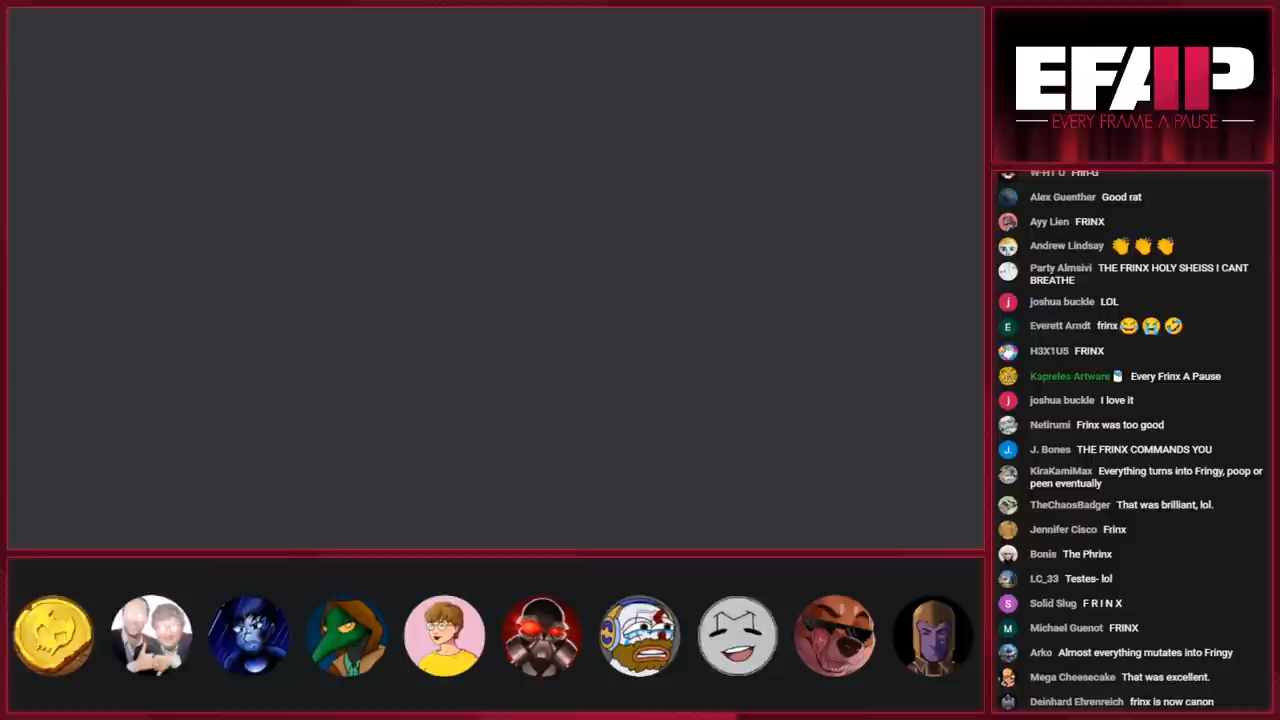 EFAP
EVERY FRAME A PAUSE
W-HT U Frin-G
Alex Guenther Good rat
Ayy Lien FRINX
Andrew Lindsay 👏 👏 👏
Party Almsivi THE FRINX HOLY SHEISS I CANT
BREATHE
j joshua buckle LOL
E Everett Arndt frinx 😂 😭 🤣
H3X1U5 FRINX
Kapreles Artware Every Frinx A Pause
j joshua buckle I love it
Netirumi Frinx was too good
J. J. Bones THE FRINX COMMANDS YOU
KiraKamiMax Everything turns into Fringy, poop or
peen eventually
TheChaosBadger That was brilliant, lol.
Jennifer Cisco Frinx
Bonis The Phrinx
LC_33 Testes- lol
S Solid Slug F R I N X
M Michael Guenot FRINX
Arko Almost everything mutates into Fringy
Mega Cheesecake That was excellent.
Deinhard Ehrenreich frinx is now canon